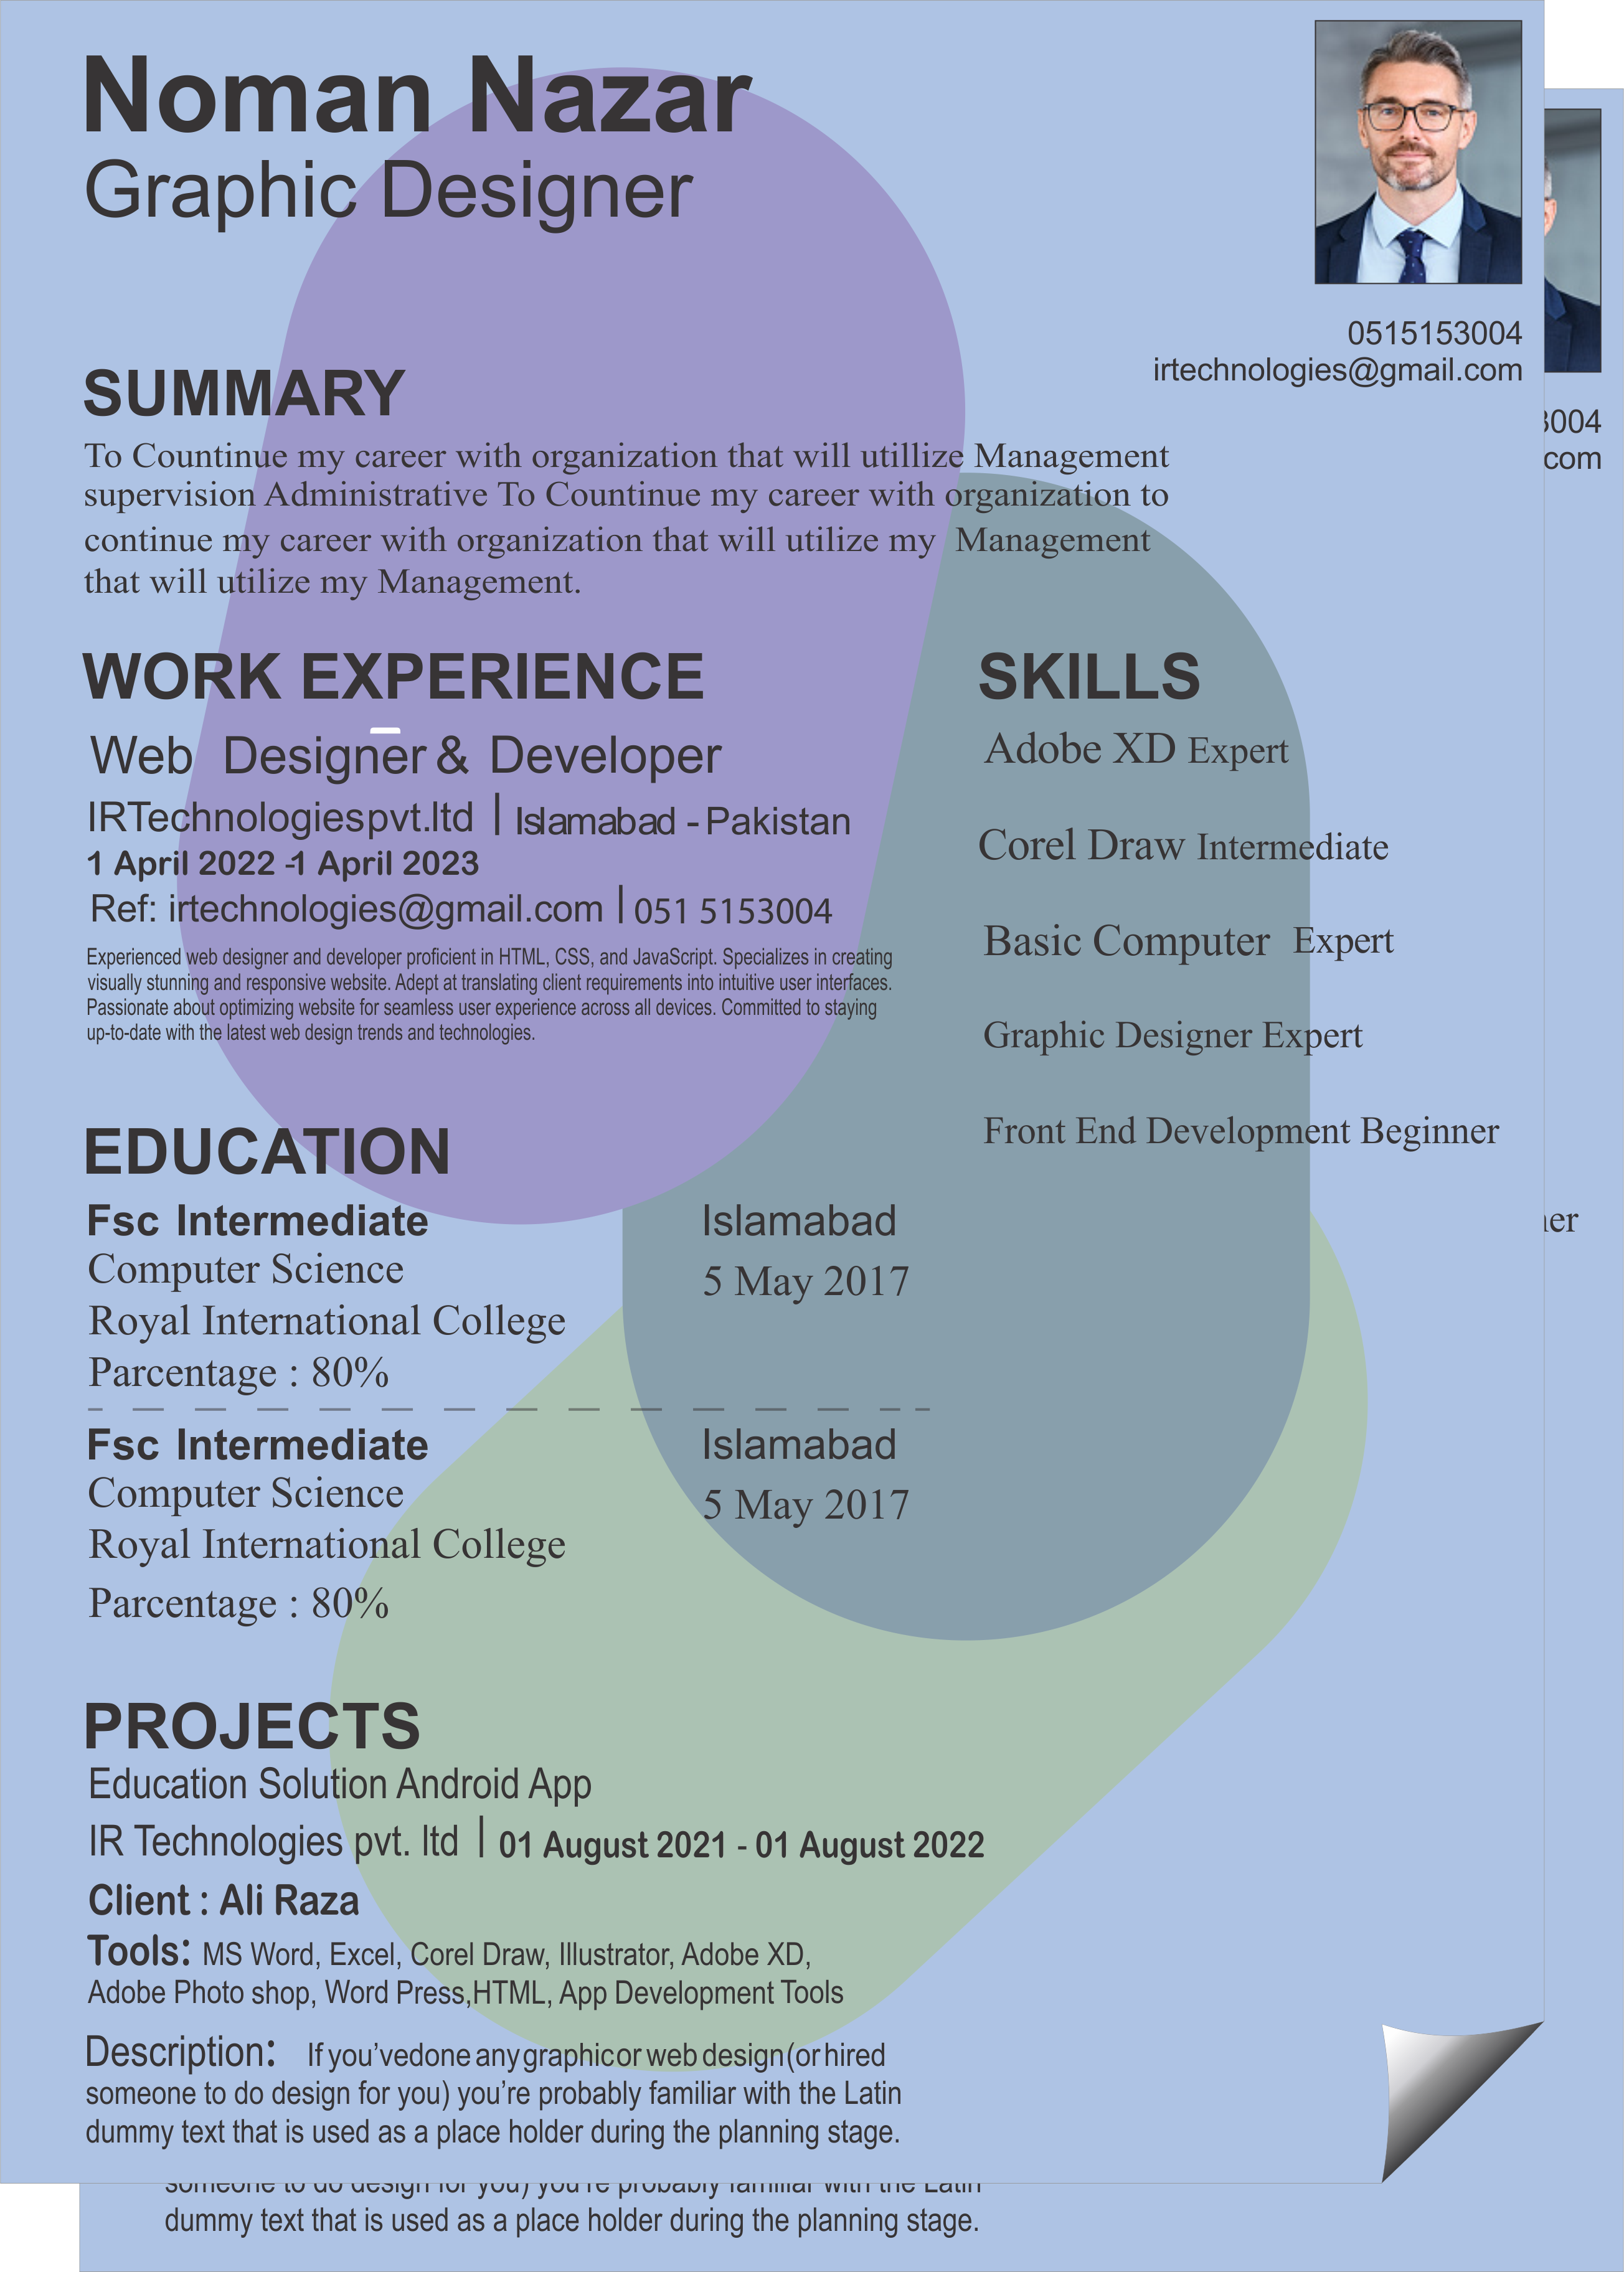 Noman Nazar
Graphic Designer
0515153004
irtechnologies@gmail.com
3004
com
SUMMARY
To Countinue my career with organization that will utillize Management
supervision Administrative To Countinue my career with organization to
continue my career with organization that will utilize my Management
that will utilize my Management.
WORK EXPERIENCE
Web Designer & Developer
IRTechnologiespvt.ltd | Islamabad - Pakistan
1 April 2022 -1 April 2023
Ref: irtechnologies@gmail.com | 051 5153004
Experienced web designer and developer proficient in HTML, CSS, and JavaScript. Specializes in creating
visually stunning and responsive website. Adept at translating client requirements into intuitive user interfaces.
Passionate about optimizing website for seamless user experience across all devices. Committed to staying
up-to-date with the latest web design trends and technologies.
SKILLS
Adobe XD Expert
Corel Draw Intermediate
Basic Computer Expert
Graphic Designer Expert
Front End Development Beginner
ner
EDUCATION
Fsc Intermediate Islamabad
Computer Science 5 May 2017
Royal International College
Parcentage : 80%
Fsc Intermediate Islamabad
Computer Science 5 May 2017
Royal International College
Parcentage : 80%
PROJECTS
Education Solution Android App
IR Technologies pvt. ltd | 01 August 2021 - 01 August 2022
Client : Ali Raza
Tools: MS Word, Excel, Corel Draw, Illustrator, Adobe XD,
Adobe Photo shop, Word Press,HTML, App Development Tools
Description: If you’vedone any graphic or web design (or hired
someone to do design for you) you’re probably familiar with the Latin
dummy text that is used as a place holder during the planning stage.
someone to do design for you) you’re probably familiar with the Latin
dummy text that is used as a place holder during the planning stage.